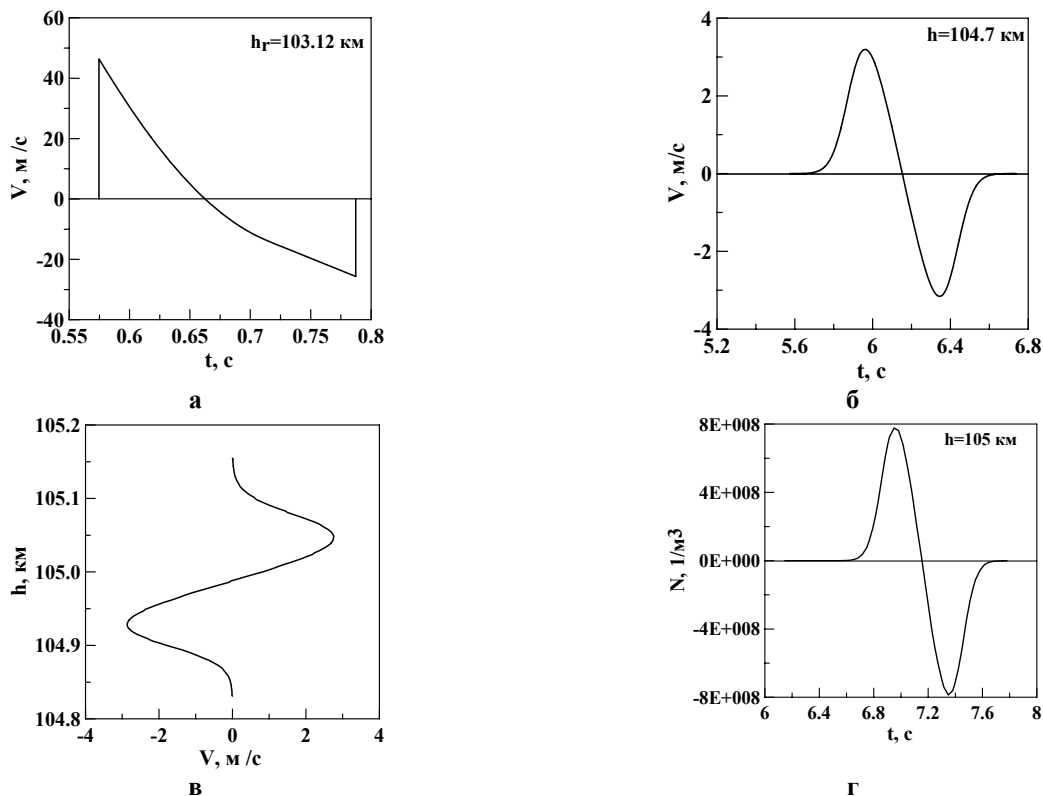 60
40
20
0
-20
-40
V, м /с
hr=103.12 км
0.55 0.6 0.65 0.7 0.75 0.8
t, с
а
4
2
0
-2
-4
V, м/с
h=104.7 км
5.2 5.6 6 6.4 6.8
t, с
б
105.2
105.1
105.0
104.9
104.8
h, км
-4 -2 0 2 4
V, м /с
в
8E+008
4E+008
0E+000
-4E+008
-8E+008
N, 1/м3
h=105 км
6 6.4 6.8 7.2 7.6 8
t, с
г